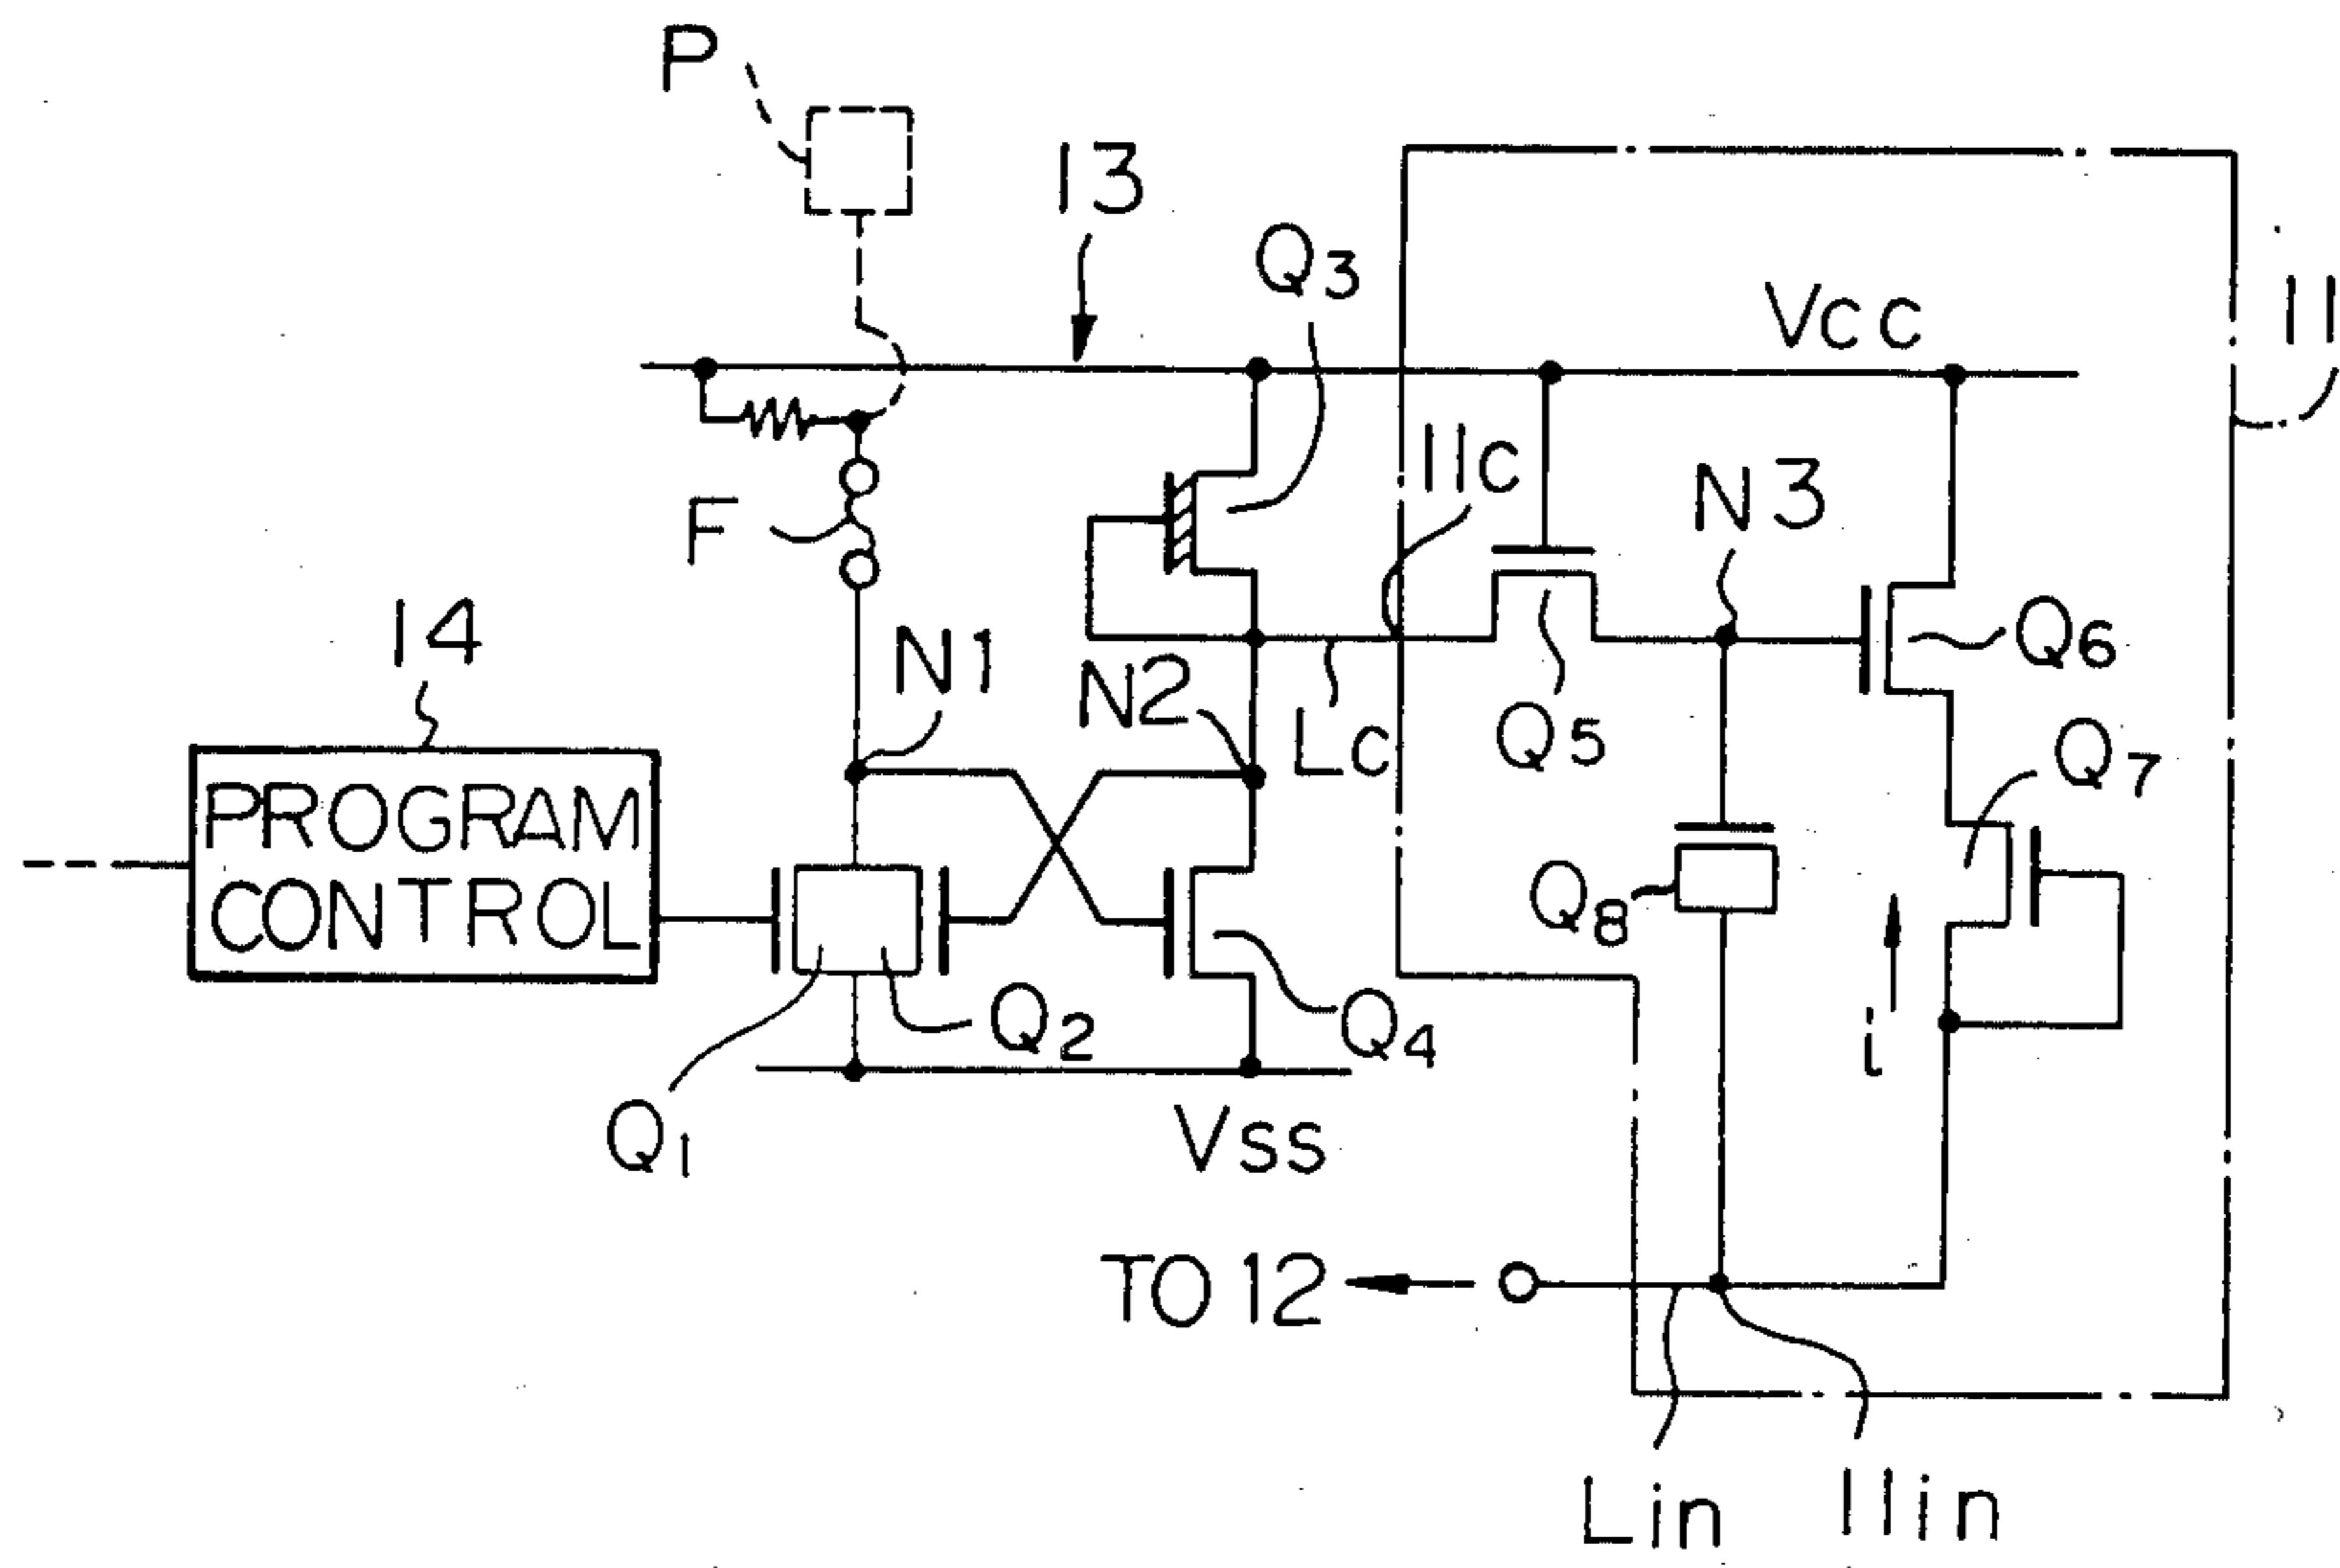 P
13
Q3
Vcc
11
11c
N3
F
Q6
14
N1
N2
Lc
Q5
Q7
PROGRAM
CONTROL
Q8
Q2
Q4
i
Q1
Vss
TO 12
Lin
11in